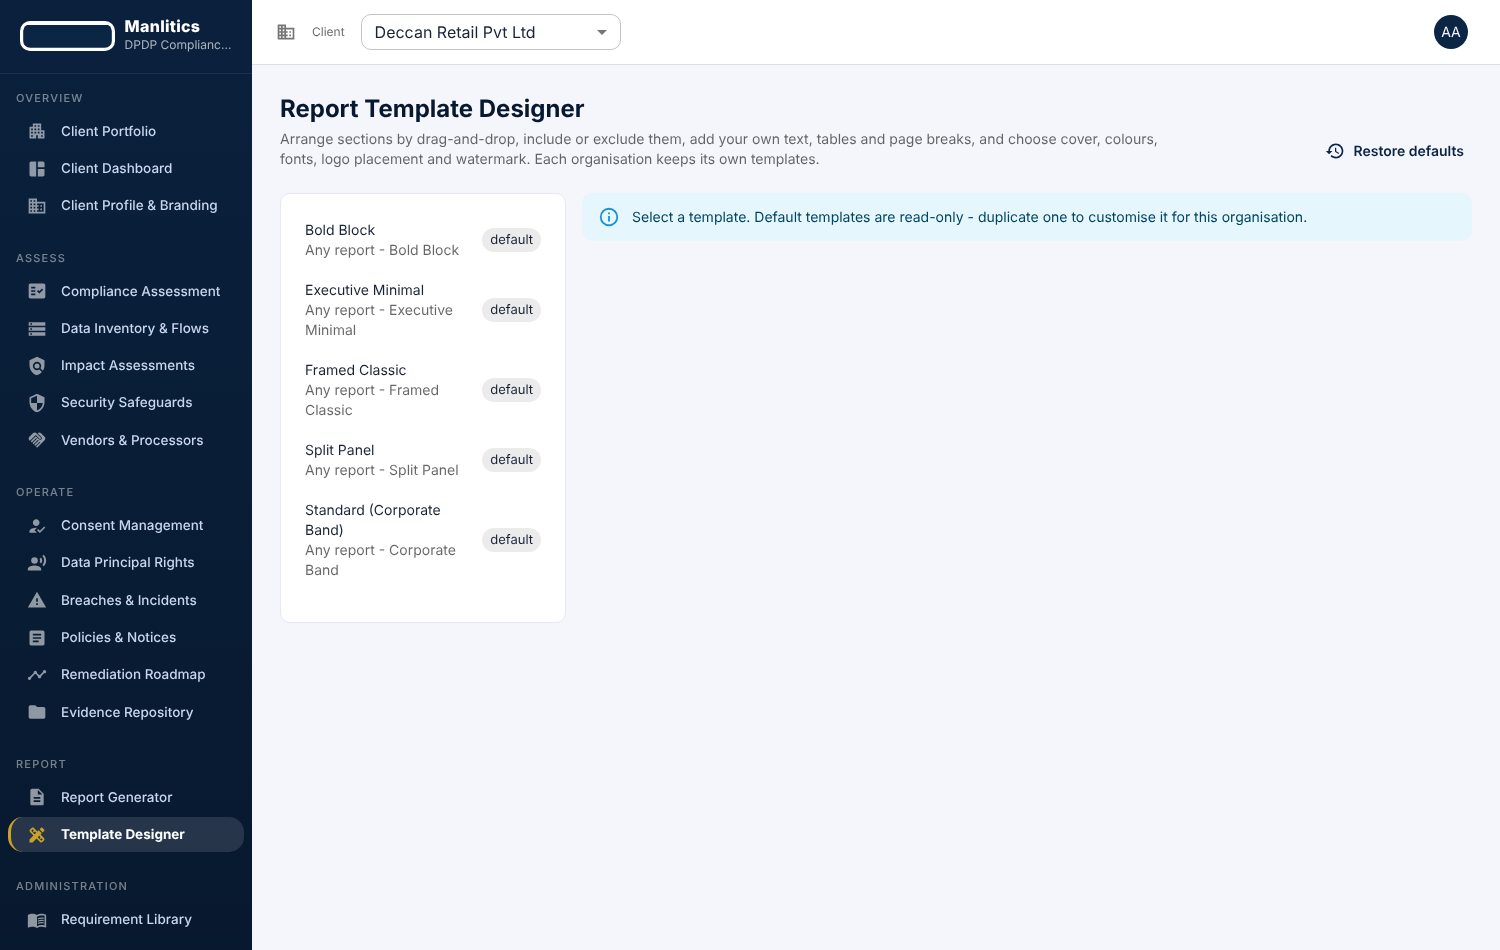 Manlitics
DPDP Complianc...
Client
Deccan Retail Pvt Ltd
AA
OVERVIEW
Client Portfolio
Client Dashboard
Client Profile & Branding
ASSESS
Compliance Assessment
Data Inventory & Flows
Impact Assessments
Security Safeguards
Vendors & Processors
OPERATE
Consent Management
Data Principal Rights
Breaches & Incidents
Policies & Notices
Remediation Roadmap
Evidence Repository
REPORT
Report Generator
Template Designer
ADMINISTRATION
Requirement Library
Report Template Designer
Arrange sections by drag-and-drop, include or exclude them, add your own text, tables and page breaks, and choose cover, colours,
fonts, logo placement and watermark. Each organisation keeps its own templates.
Restore defaults
Bold Block
Any report - Bold Block
default
Executive Minimal
Any report - Executive
Minimal
default
Framed Classic
Any report - Framed
Classic
default
Split Panel
Any report - Split Panel
default
Standard (Corporate
Band)
Any report - Corporate
Band
default
Select a template. Default templates are read-only - duplicate one to customise it for this organisation.